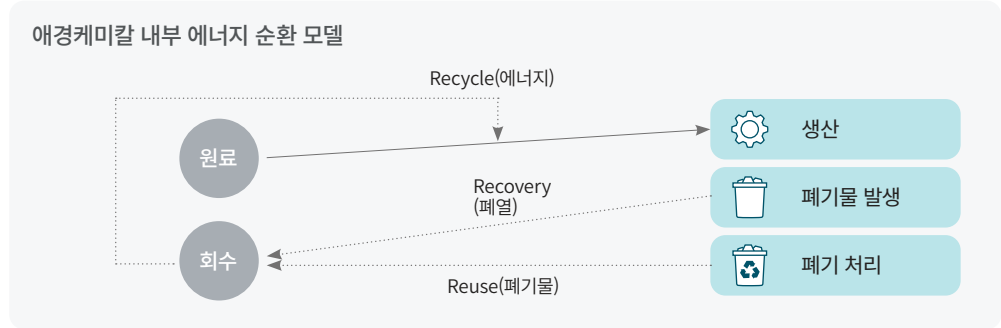 애경케미칼 내부 에너지 순환 모델
Recycle(에너지)
원료
생산
Recovery
(폐열)
폐기물 발생
회수
폐기 처리
Reuse(폐기물)